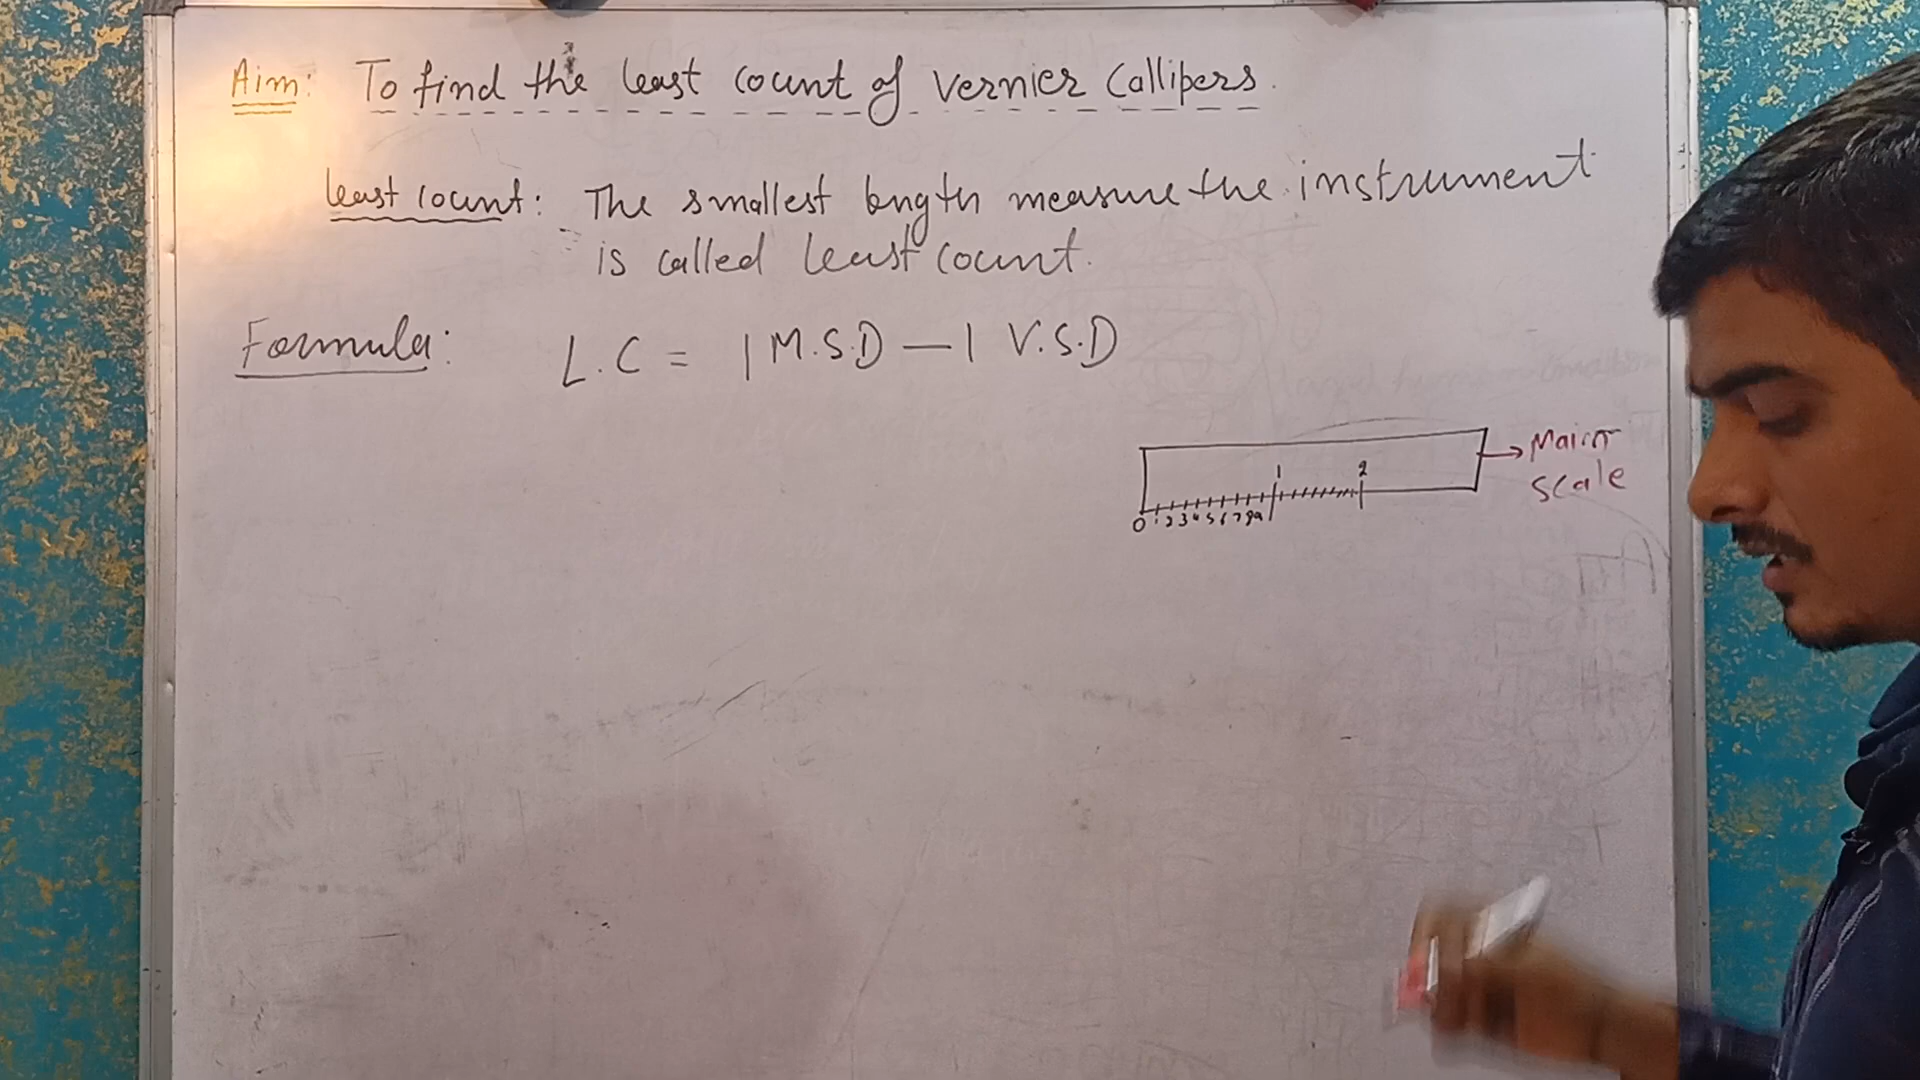 Aim: To find the least count of Vernier Callipers.
least count: The smallest length measure the instrument
is called least count.
Formula: L.C = 1 M.S.D — 1 V.S.D
1 2
0 1 2 3 4 5 6 7 8 9
Main
scale